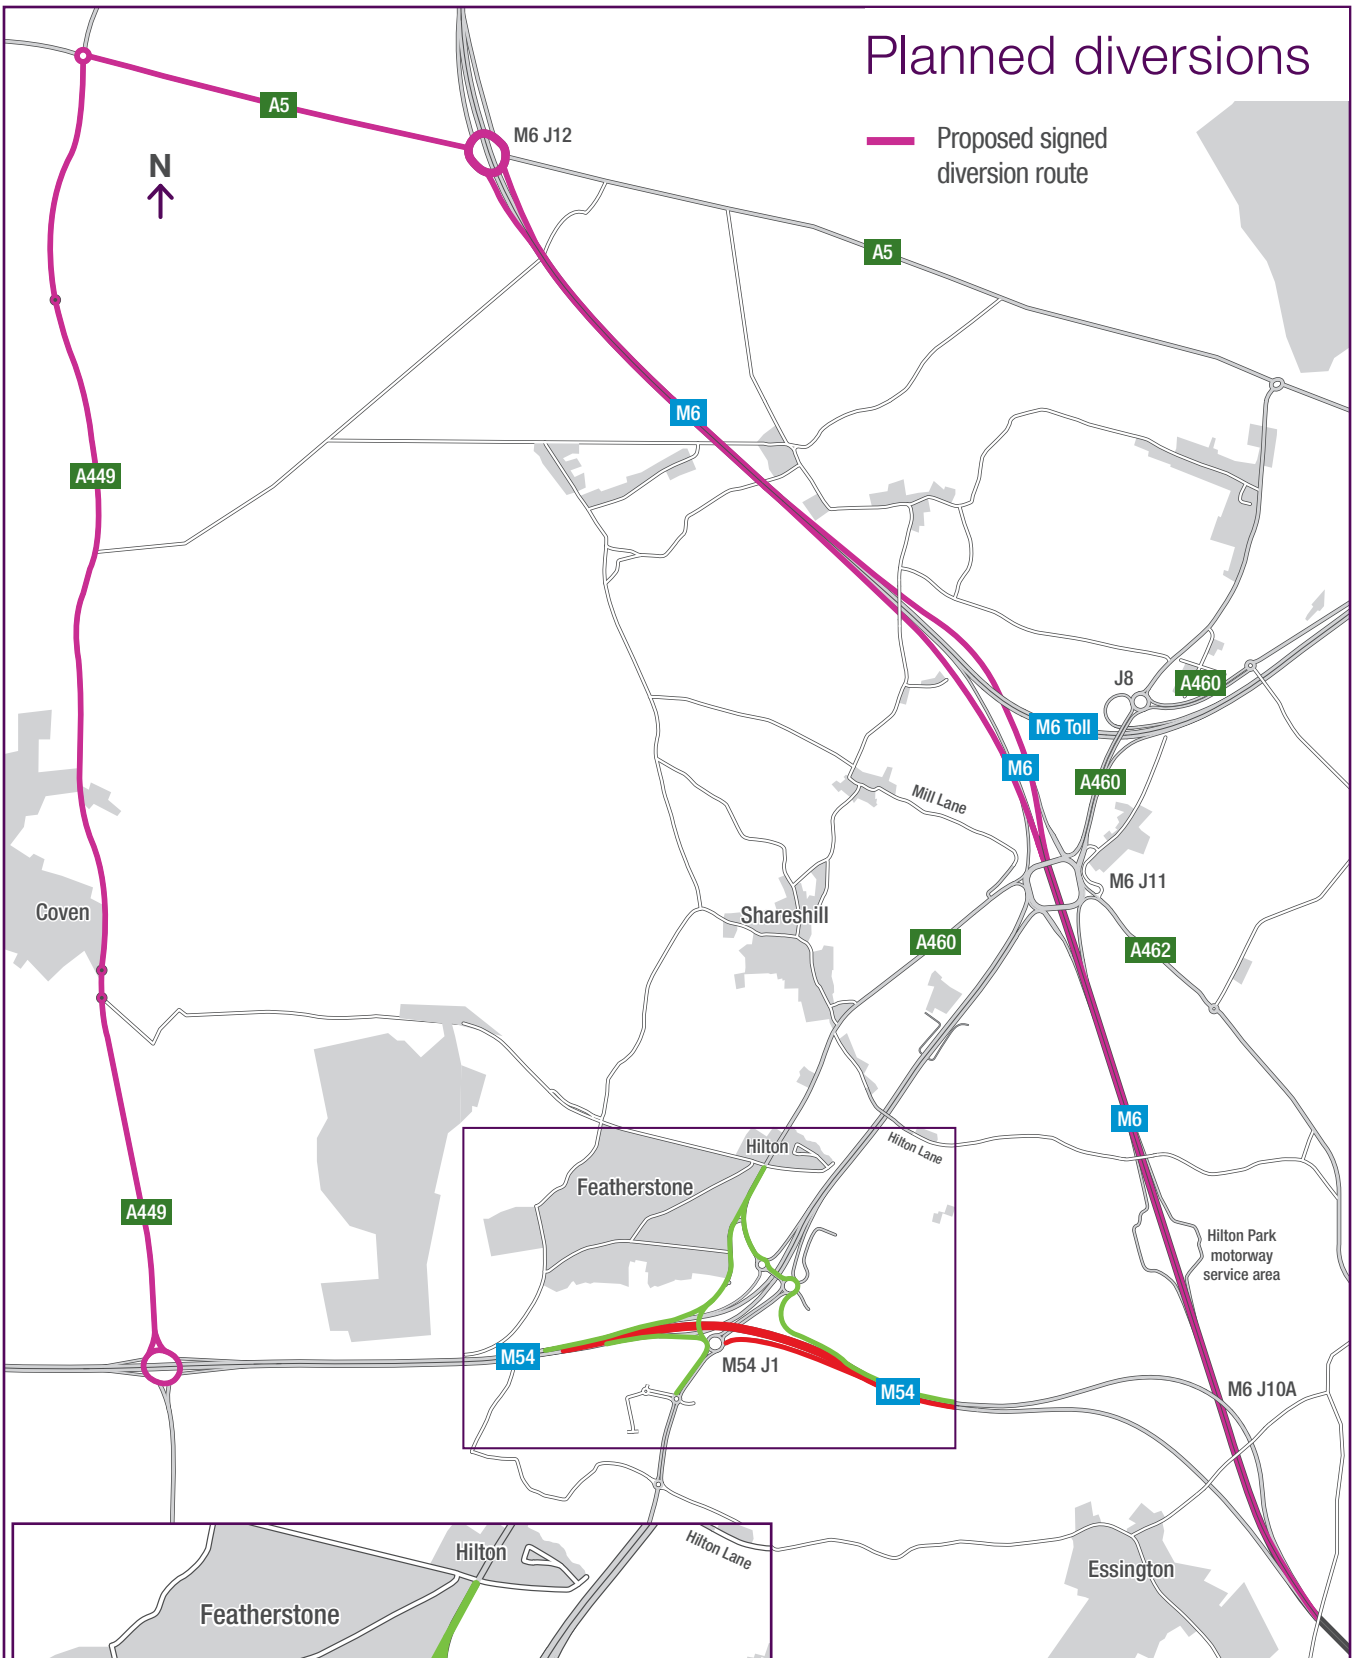 Planned diversions
Proposed signed
diversion route
N
A5
M6 J12
A5
M6
A449
J8
A460
M6 Toll
M6
A460
Mill Lane
M6 J11
Coven
Shareshill
A460
A462
M6
Hilton
Hilton Lane
Featherstone
A449
Hilton Park
motorway
service area
M54
M54 J1
M54
M6 J10A
Hilton
Hilton Lane
Essington
Featherstone